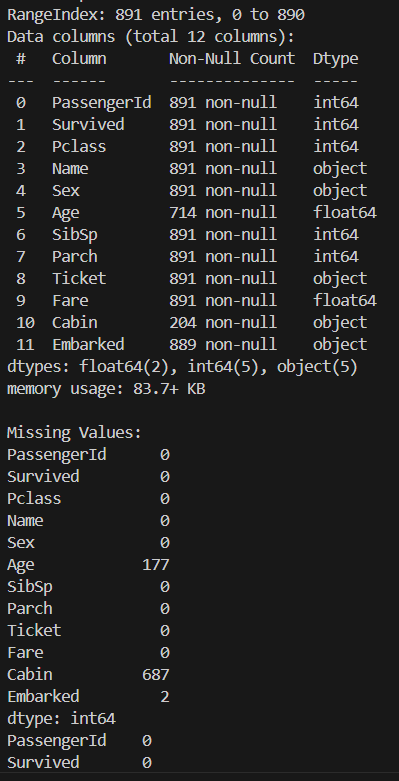 RangeIndex: 891 entries, 0 to 890
Data columns (total 12 columns):
 #   Column       Non-Null Count  Dtype
---  ------       --------------  -----
 0   PassengerId  891 non-null    int64
 1   Survived     891 non-null    int64
 2   Pclass       891 non-null    int64
 3   Name         891 non-null    object
 4   Sex          891 non-null    object
 5   Age          714 non-null    float64
 6   SibSp        891 non-null    int64
 7   Parch        891 non-null    int64
 8   Ticket       891 non-null    object
 9   Fare         891 non-null    float64
 10  Cabin        204 non-null    object
 11  Embarked     889 non-null    object
dtypes: float64(2), int64(5), object(5)
memory usage: 83.7+ KB

Missing Values:
PassengerId      0
Survived         0
Pclass           0
Name             0
Sex              0
Age            177
SibSp            0
Parch            0
Ticket           0
Fare             0
Cabin          687
Embarked         2
dtype: int64
PassengerId    0
Survived       0